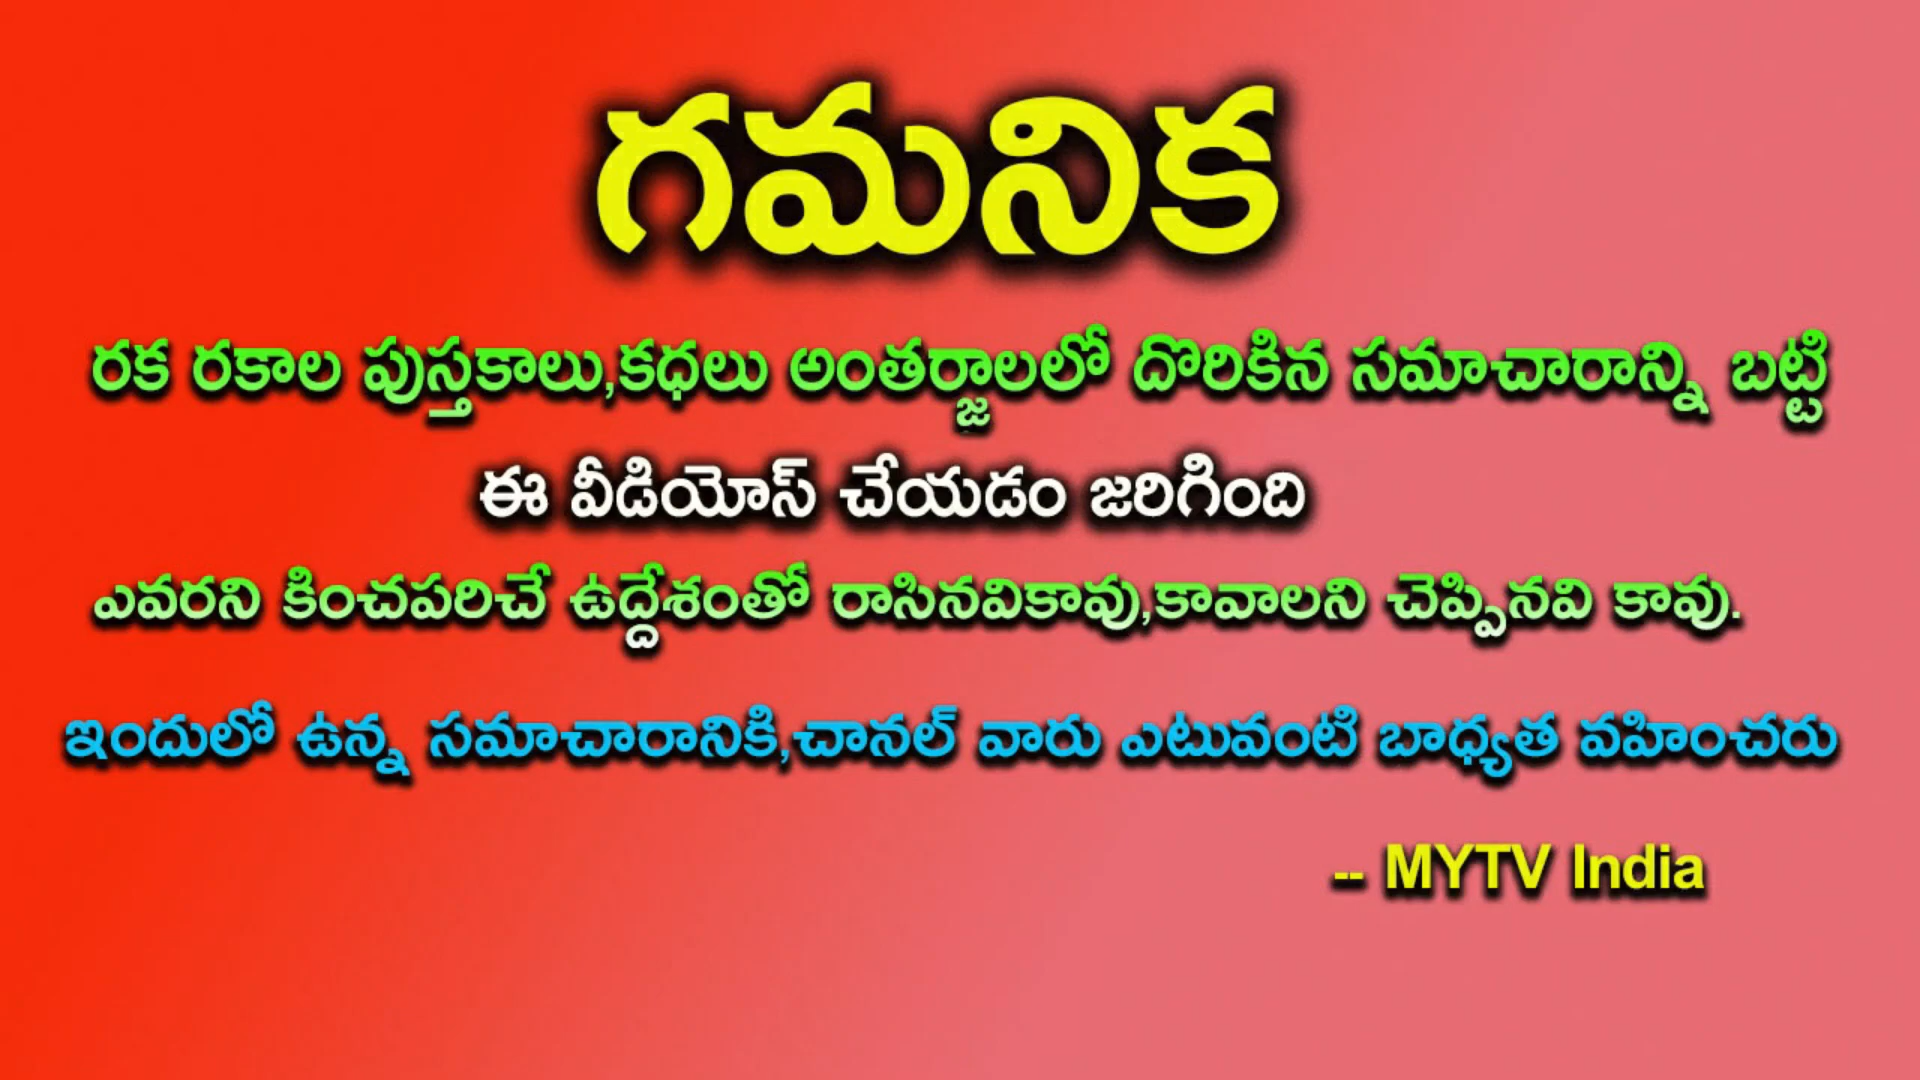 గమనిక
రక రకాల పుస్తకాలు,కధలు అంతర్జాలలో దొరికిన సమాచారాన్ని బట్టి
ఈ వీడియోస్ చేయడం జరిగింది
ఎవరని కించపరిచే ఉద్దేశంతో రాసినవికావు,కావాలని చెప్పినవి కావు.
ఇందులో ఉన్న సమాచారానికి,చానల్ వారు ఎటువంటి బాధ్యత వహించరు
-- MYTV India